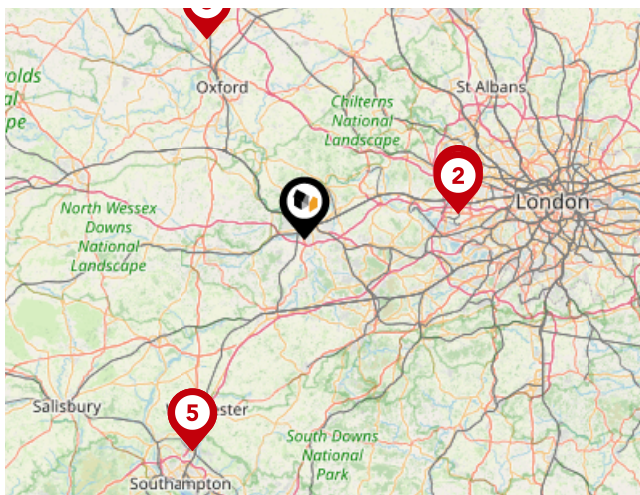 Oxford
St Albans
olds
al
pe
Chilterns
National
Landscape
2
London
North Wessex
Downs
National
Landscape
Salisbury
5
ester
South Downs
National
Park
Southampton